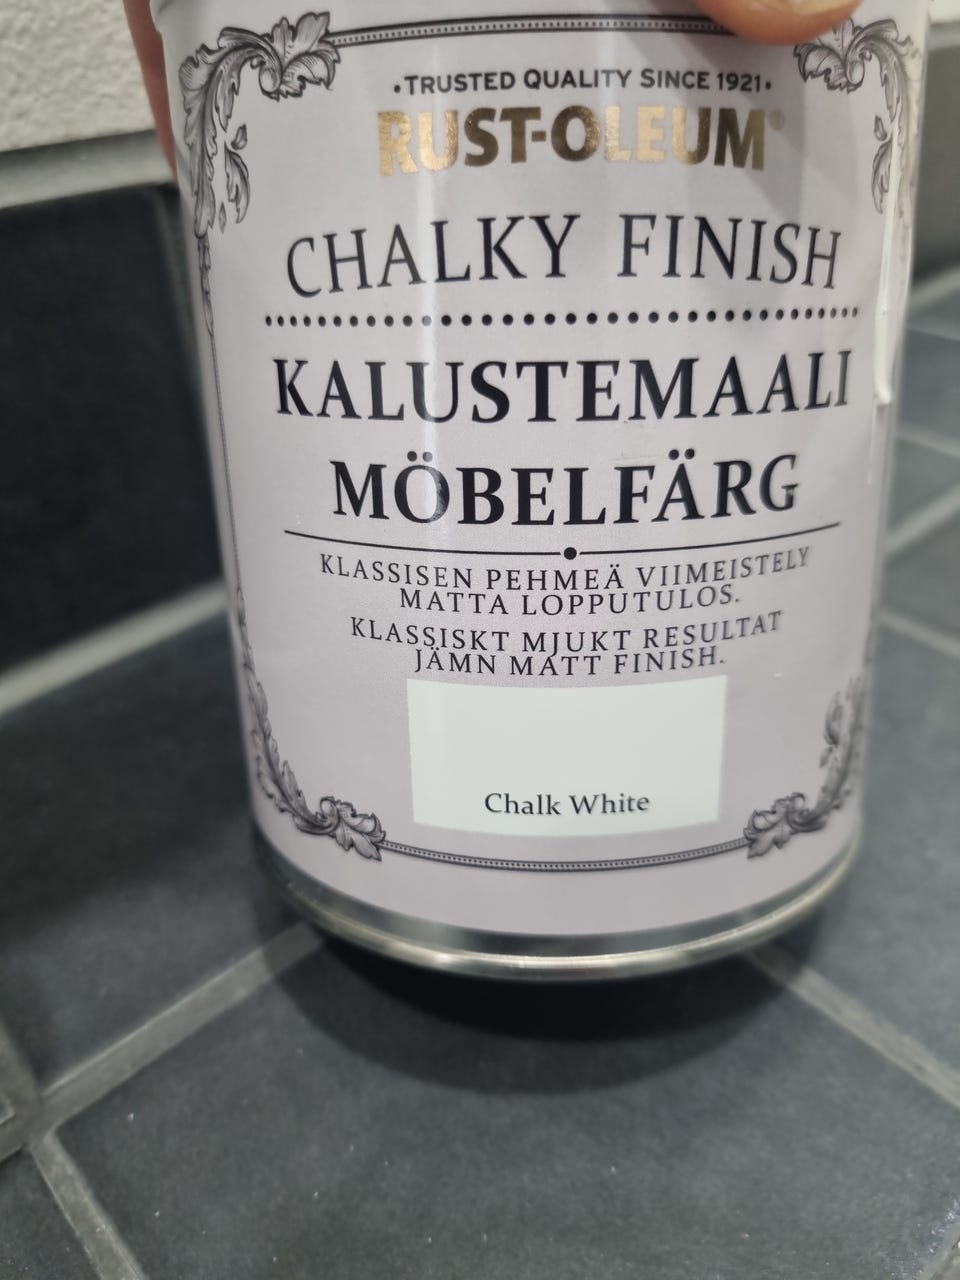 ·TRUSTED QUALITY SINCE 1921·
RUST-OLEUM®
CHALKY FINISH
KALUSTEMAALI
MÖBELFÄRG
KLASSISEN PEHMEÄ VIIMEISTELY
MATTA LOPPUTULOS.
KLASSISKT MJUKT RESULTAT
JÄMN MATT FINISH.
Chalk White